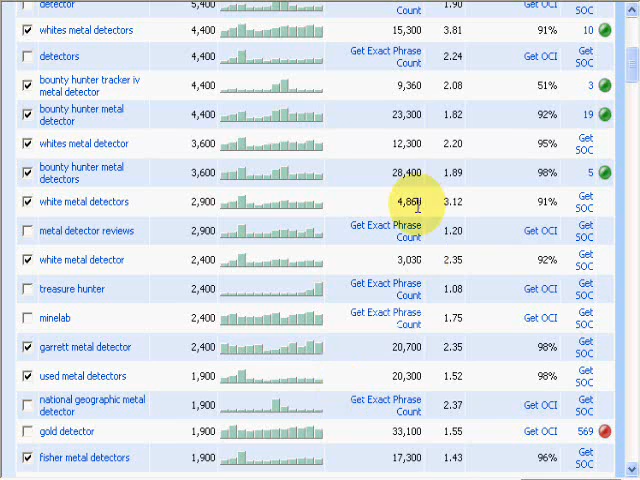 detector 5,400 Count 1.90 Get OCI SOC
whites metal detectors 4,400 15,300 3.81 91% 10
detectors 4,400 Get Exact Phrase Count 2.24 Get OCI Get SOC
bounty hunter tracker iv metal detector 4,400 9,360 2.08 51% 3
bounty hunter metal detector 4,400 23,300 1.82 92% 19
whites metal detector 3,600 12,300 2.20 95% Get SOC
bounty hunter metal detectors 3,600 28,400 1.89 98% 5
white metal detectors 2,900 3.12 91% Get SOC
metal detector reviews 2,900 Get Exact Phrase Count 1.20 Get OCI Get SOC
white metal detector 2,400 3,030 2.35 92% Get SOC
treasure hunter 2,400 Get Exact Phrase Count 1.08 Get OCI Get SOC
minelab 2,400 Get Exact Phrase Count 1.75 Get OCI Get SOC
garrett metal detector 2,400 20,700 2.35 98% Get SOC
used metal detectors 1,900 20,300 1.52 98% Get SOC
national geographic metal detector 1,900 Get Exact Phrase Count 2.37 Get OCI Get SOC
gold detector 1,900 33,100 1.55 Get OCI 569
fisher metal detectors 1,900 17,300 1.43 96% Get SOC